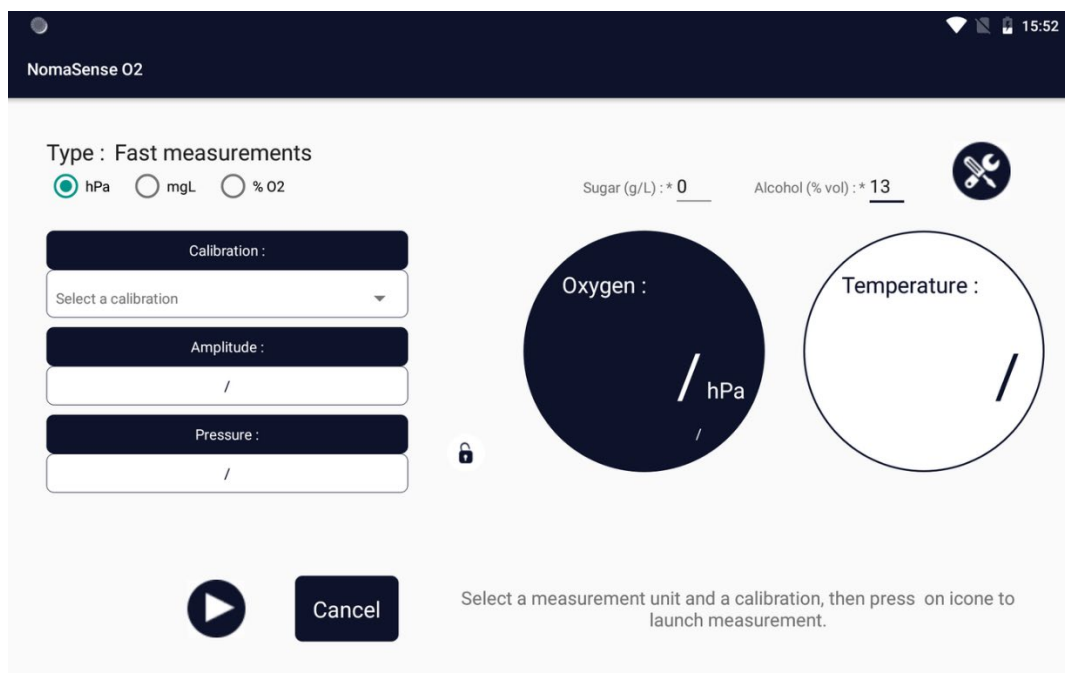 15:52
NomaSense O2
Type : Fast measurements
hPa mgL % O2
Sugar (g/L) : * 0 Alcohol (% vol) : * 13
Calibration :
Select a calibration
Amplitude :
/
Pressure :
/
Oxygen :
/ hPa
/
Temperature :
/
Cancel
Select a measurement unit and a calibration, then press on icone to
launch measurement.